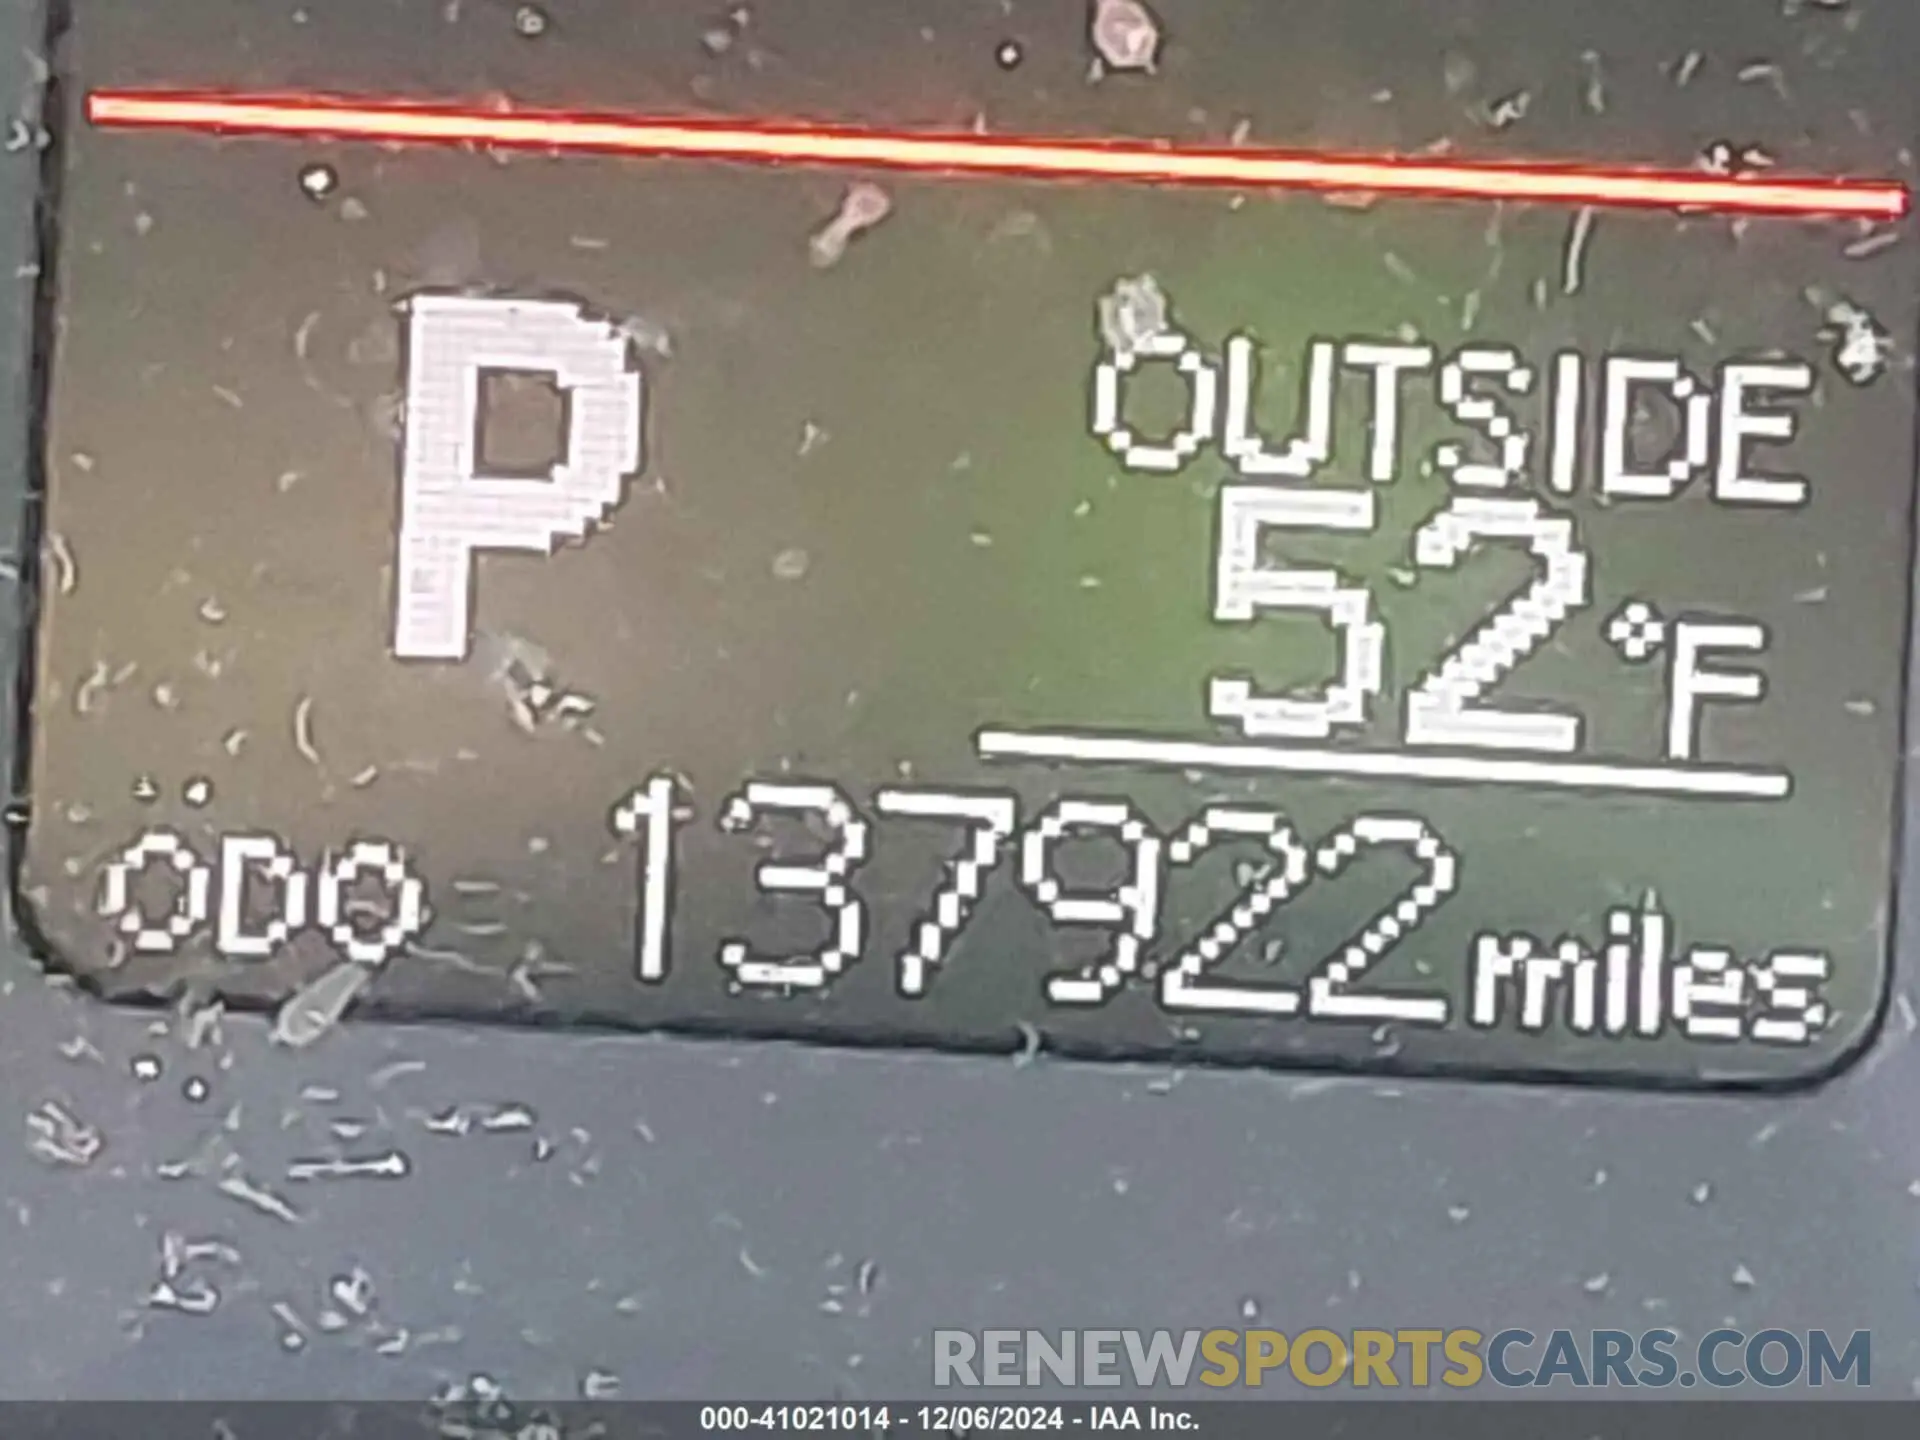 P
OUTSIDE
52°F
ODO 137922 miles
RENEWSPORTSCARS.COM
000-41021014 - 12/06/2024 - IAA Inc.